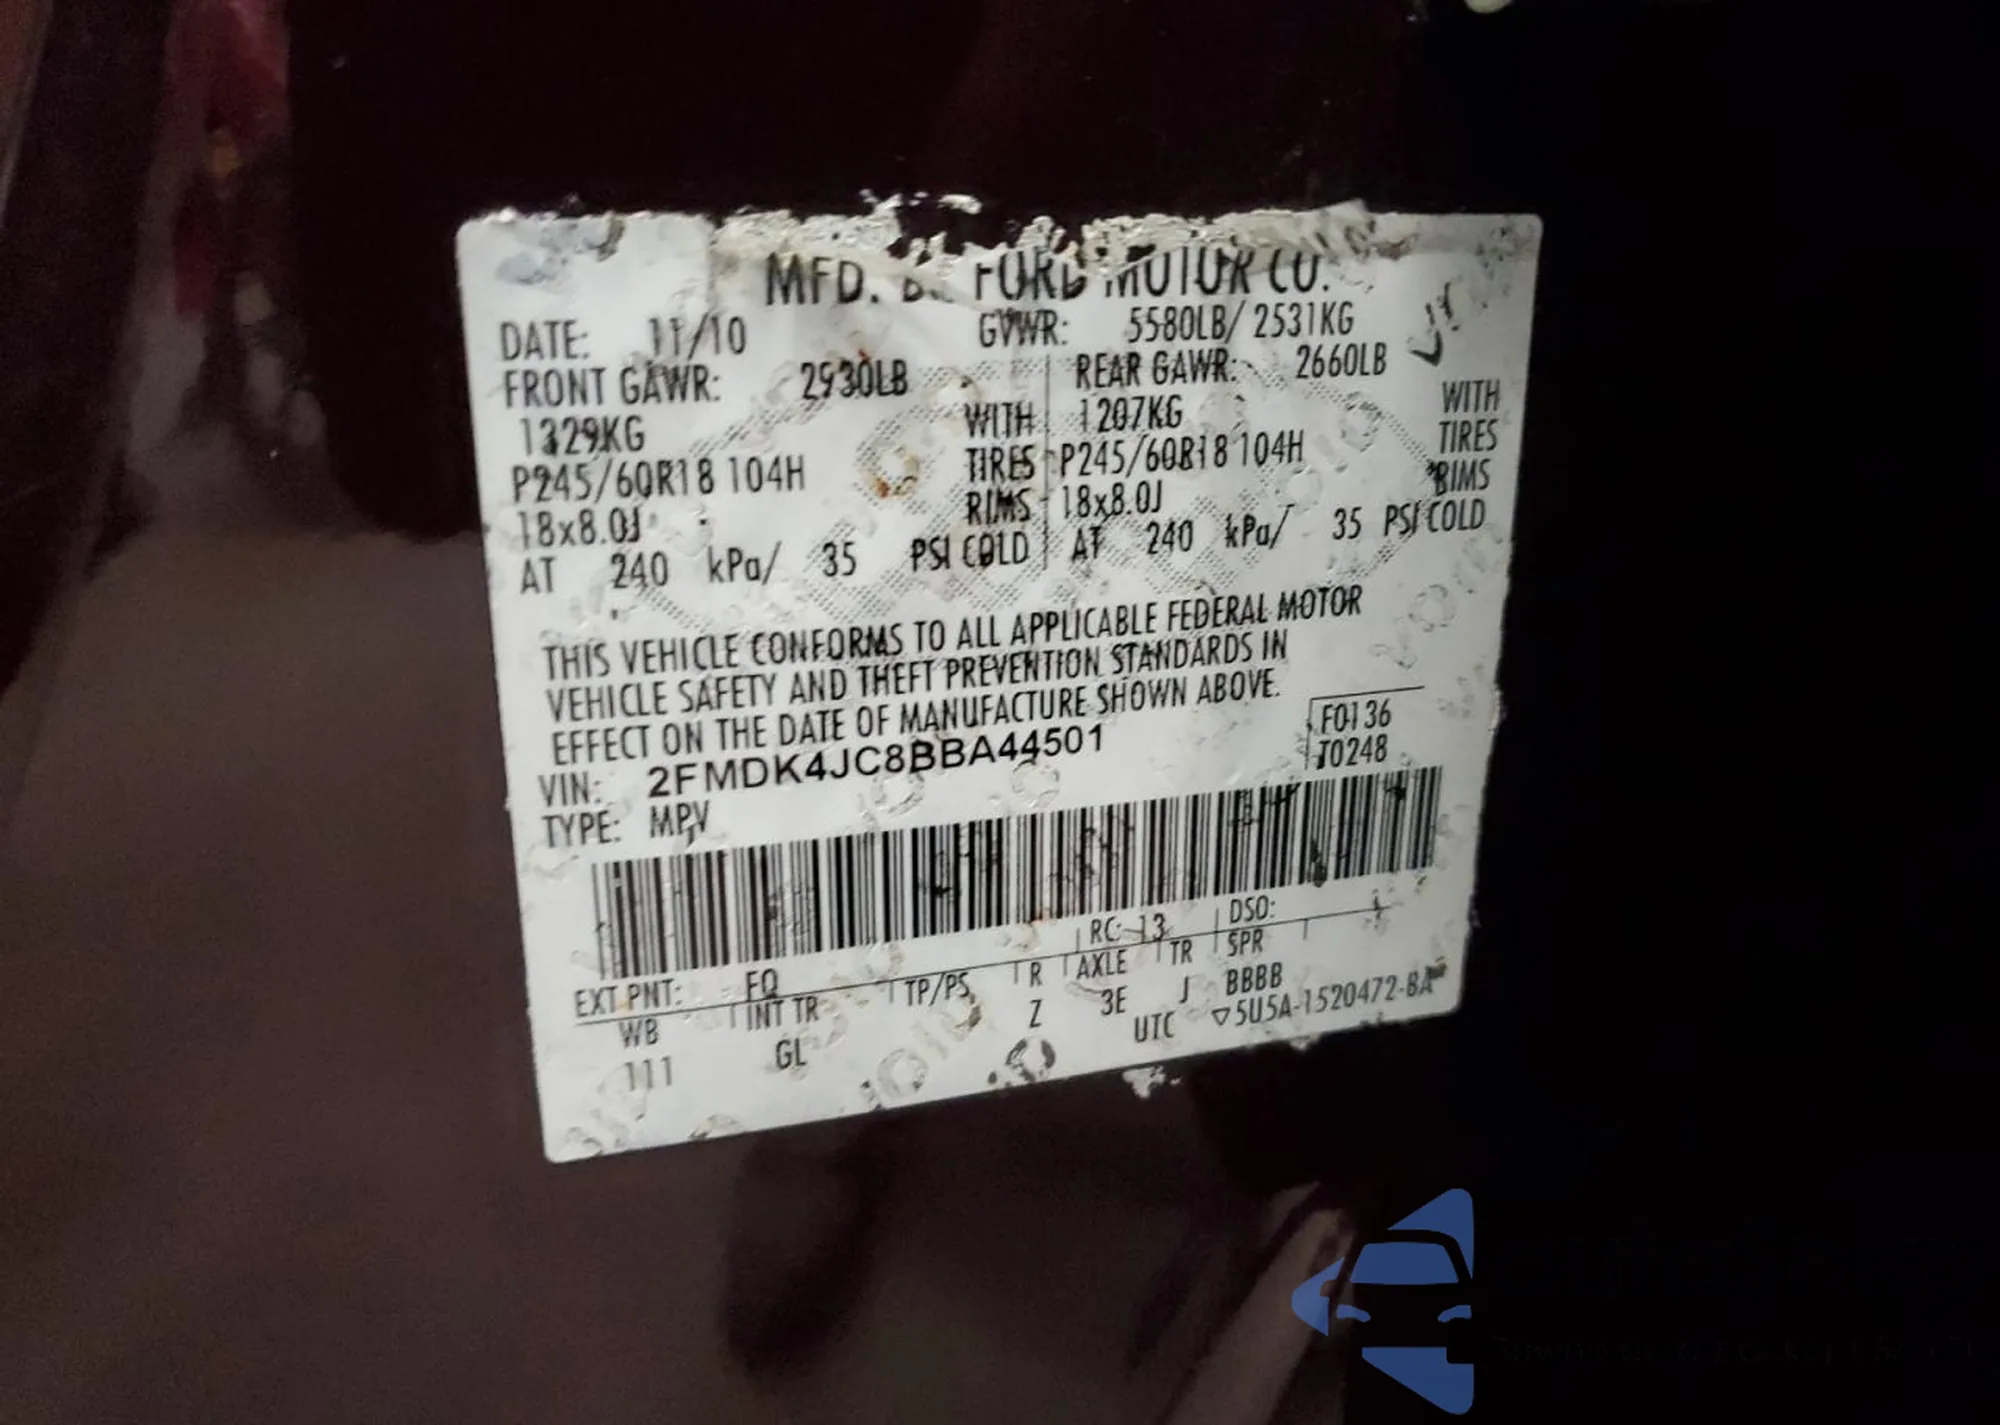 MFD. BY FORD MOTOR CO.
DATE: 11/10 GVWR: 5580LB/ 2531KG
FRONT GAWR: 2930LB REAR GAWR: 2660LB
1329KG WITH 1207KG WITH
P245/60R18 104H TIRES P245/60R18 104H TIRES
18x8.0J RIMS 18x8.0J RIMS
AT 240 kPa/ 35 PSI COLD AT 240 kPa/ 35 PSI COLD
THIS VEHICLE CONFORMS TO ALL APPLICABLE FEDERAL MOTOR
VEHICLE SAFETY AND THEFT PREVENTION STANDARDS IN
EFFECT ON THE DATE OF MANUFACTURE SHOWN ABOVE.
VIN: 2FMDK4JC8BBA44501 F0136
TYPE: MPV T0248
EXT PNT: FQ RC: 13 DSO:
WB INT TR TP/PS R AXLE TR SPR
111 GL Z 3E J BBBB
UTC ▽5U5A-1520472-BA